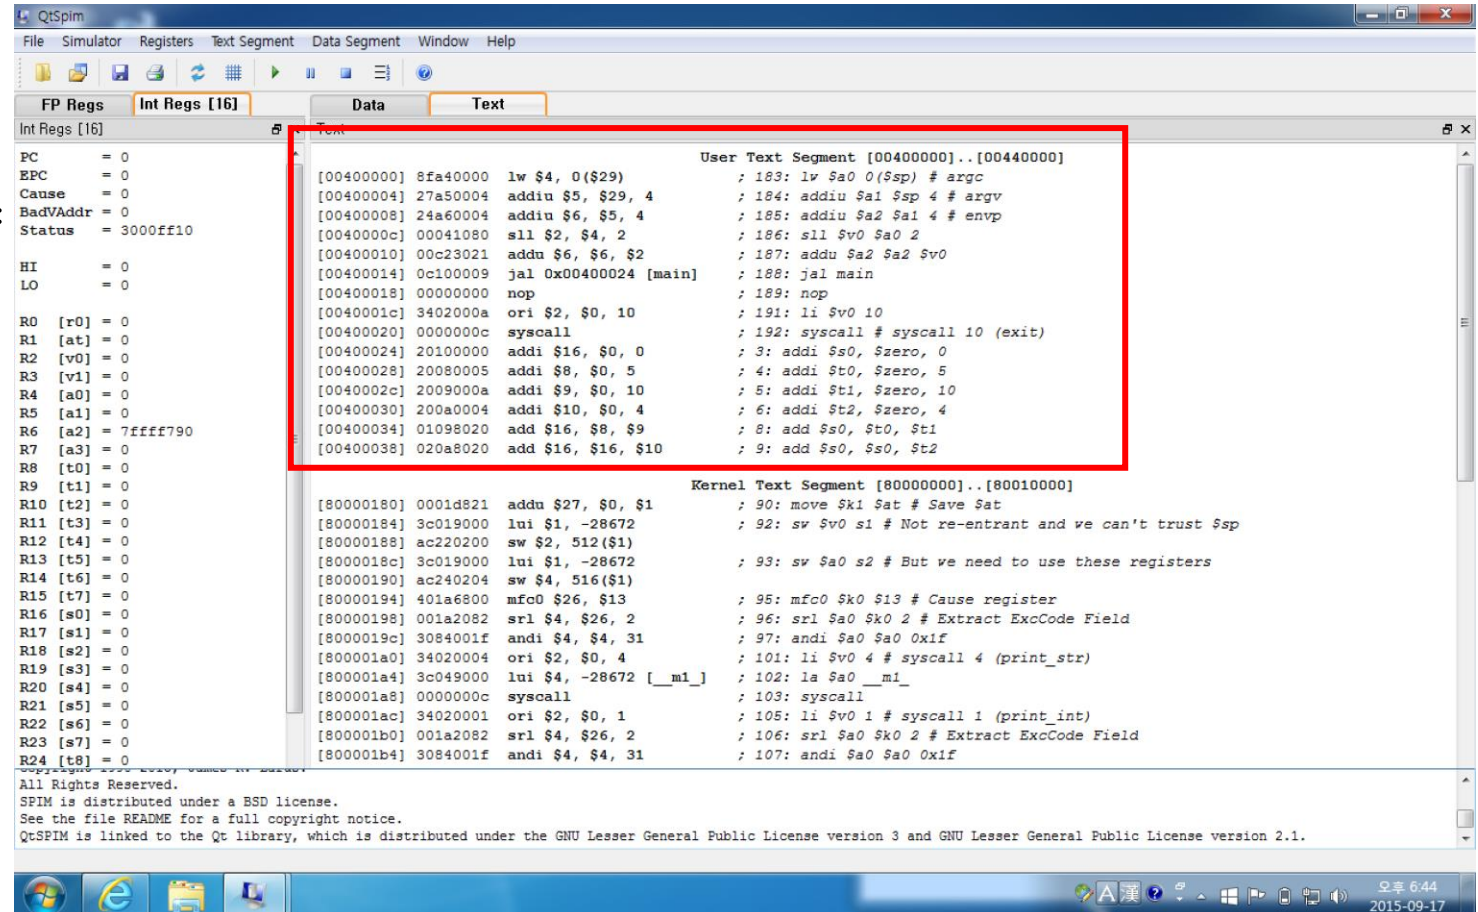 QtSpim
File Simulator Registers Text Segment Data Segment Window Help
FP Regs Int Regs [16] Data Text
Int Regs [16] Text
PC = 0
EPC = 0
Cause = 0
BadVAddr = 0
Status = 3000ff10
HI = 0
LO = 0
R0 [r0] = 0
R1 [at] = 0
R2 [v0] = 0
R3 [v1] = 0
R4 [a0] = 0
R5 [a1] = 0
R6 [a2] = 7ffff790
R7 [a3] = 0
R8 [t0] = 0
R9 [t1] = 0
R10 [t2] = 0
R11 [t3] = 0
R12 [t4] = 0
R13 [t5] = 0
R14 [t6] = 0
R15 [t7] = 0
R16 [s0] = 0
R17 [s1] = 0
R18 [s2] = 0
R19 [s3] = 0
R20 [s4] = 0
R21 [s5] = 0
R22 [s6] = 0
R23 [s7] = 0
R24 [t8] = 0
User Text Segment [00400000]..[00440000]
[00400000] 8fa40000 lw $4, 0($29) ; 183: lw $a0 0($sp) # argc
[00400004] 27a50004 addiu $5, $29, 4 ; 184: addiu $a1 $sp 4 # argv
[00400008] 24a60004 addiu $6, $5, 4 ; 185: addiu $a2 $a1 4 # envp
[0040000c] 00041080 sll $2, $4, 2 ; 186: sll $v0 $a0 2
[00400010] 00c23021 addu $6, $6, $2 ; 187: addu $a2 $a2 $v0
[00400014] 0c100009 jal 0x00400024 [main] ; 188: jal main
[00400018] 00000000 nop ; 189: nop
[0040001c] 3402000a ori $2, $0, 10 ; 191: li $v0 10
[00400020] 0000000c syscall ; 192: syscall # syscall 10 (exit)
[00400024] 20100000 addi $16, $0, 0 ; 3: addi $s0, $zero, 0
[00400028] 20080005 addi $8, $0, 5 ; 4: addi $t0, $zero, 5
[0040002c] 2009000a addi $9, $0, 10 ; 5: addi $t1, $zero, 10
[00400030] 200a0004 addi $10, $0, 4 ; 6: addi $t2, $zero, 4
[00400034] 01098020 add $16, $8, $9 ; 8: add $s0, $t0, $t1
[00400038] 020a8020 add $16, $16, $10 ; 9: add $s0, $s0, $t2
Kernel Text Segment [80000000]..[80010000]
[80000180] 0001d821 addu $27, $0, $1 ; 90: move $k1 $at # Save $at
[80000184] 3c019000 lui $1, -28672 ; 92: sw $v0 s1 # Not re-entrant and we can't trust $sp
[80000188] ac220200 sw $2, 512($1)
[8000018c] 3c019000 lui $1, -28672 ; 93: sw $a0 s2 # But we need to use these registers
[80000190] ac240204 sw $4, 516($1)
[80000194] 401a6800 mfc0 $26, $13 ; 95: mfc0 $k0 $13 # Cause register
[80000198] 001a2082 srl $4, $26, 2 ; 96: srl $a0 $k0 2 # Extract ExcCode Field
[8000019c] 3084001f andi $4, $4, 31 ; 97: andi $a0 $a0 0x1f
[800001a0] 34020004 ori $2, $0, 4 ; 101: li $v0 4 # syscall 4 (print_str)
[800001a4] 3c049000 lui $4, -28672 [__m1_] ; 102: la $a0 __m1_
[800001a8] 0000000c syscall ; 103: syscall
[800001ac] 34020001 ori $2, $0, 1 ; 105: li $v0 1 # syscall 1 (print_int)
[800001b0] 001a2082 srl $4, $26, 2 ; 106: srl $a0 $k0 2 # Extract ExcCode Field
[800001b4] 3084001f andi $4, $4, 31 ; 107: andi $a0 $a0 0x1f
All Rights Reserved.
SPIM is distributed under a BSD license.
See the file README for a full copyright notice.
QtSPIM is linked to the Qt library, which is distributed under the GNU Lesser General Public License version 3 and GNU Lesser General Public License version 2.1.
A 漢 오후 6:44
2015-09-17